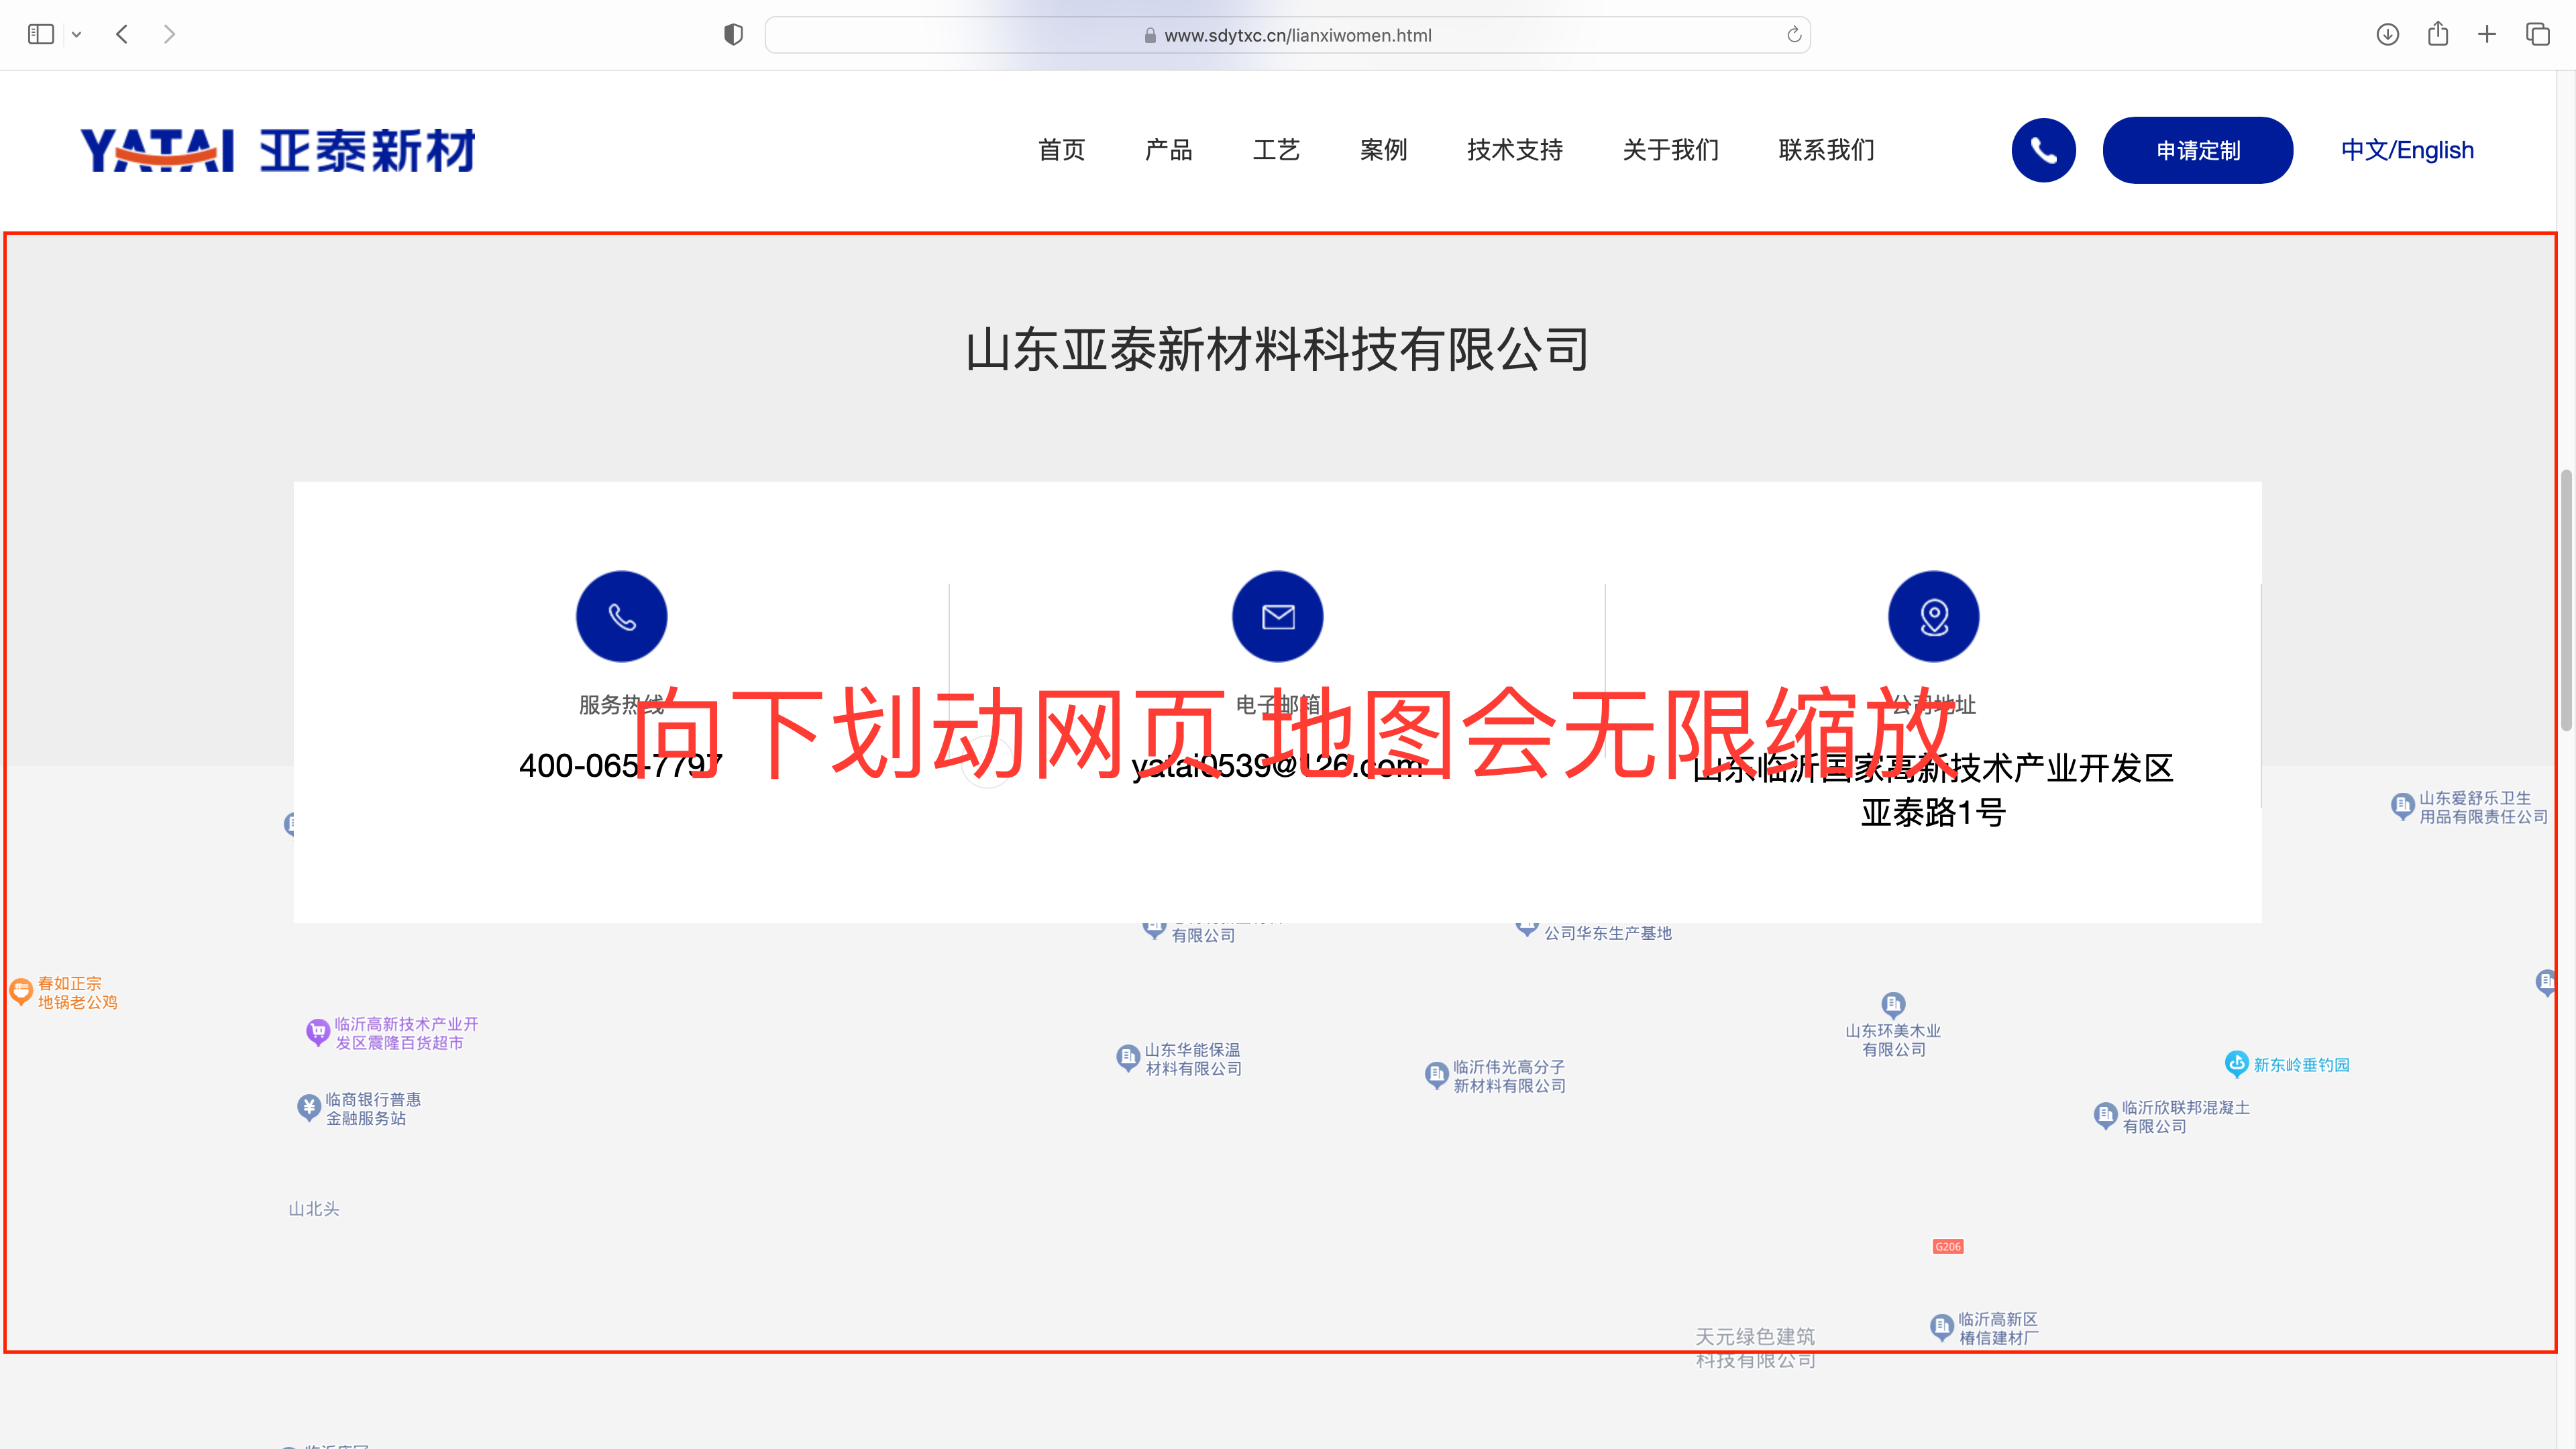 www.sdytxc.cn/lianxiwomen.html
YATAI 亚泰新材
首页 产品 工艺 案例 技术支持 关于我们 联系我们 申请定制 中文/English
山东亚泰新材料科技有限公司
服务热线 电子邮箱 公司地址
向下划动网页 地图会无限缩放
400-065-7797 yatai0539@126.com 山东临沂国家高新技术产业开发区
亚泰路1号
山东爱舒乐卫生
用品有限责任公司
有限公司
公司华东生产基地
春如正宗
地锅老公鸡
临沂高新技术产业开
发区震隆百货超市
山东华能保温
材料有限公司
临沂伟光高分子
新材料有限公司
山东环美木业
有限公司
新东岭垂钓园
临商银行普惠
金融服务站
临沂欣联邦混凝土
有限公司
山北头
G206
临沂高新区
椿信建材厂
天元绿色建筑
科技有限公司